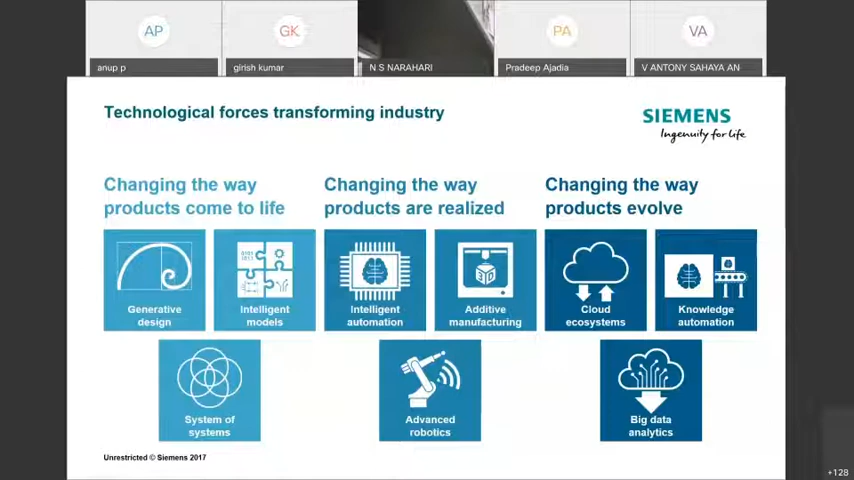 AP
GK
PA
VA
anup p
girish kumar
N S NARAHARI
Pradeep Ajadia
V ANTONY SAHAYA AN
Technological forces transforming industry
SIEMENS
Ingenuity for life
Changing the way
products come to life
Changing the way
products are realized
Changing the way
products evolve
Generative
design
Intelligent
models
Intelligent
automation
3D
Additive
manufacturing
Cloud
ecosystems
Knowledge
automation
System of
systems
Advanced
robotics
Big data
analytics
Unrestricted © Siemens 2017
+128